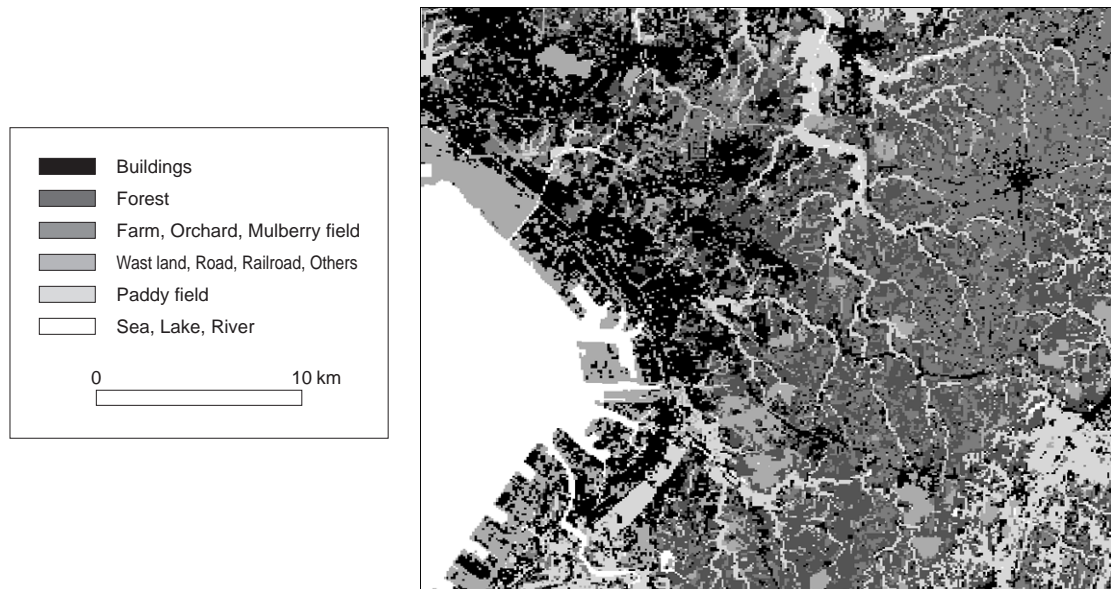 Buildings
Forest
Farm, Orchard, Mulberry field
Wast land, Road, Railroad, Others
Paddy field
Sea, Lake, River
0 10 km